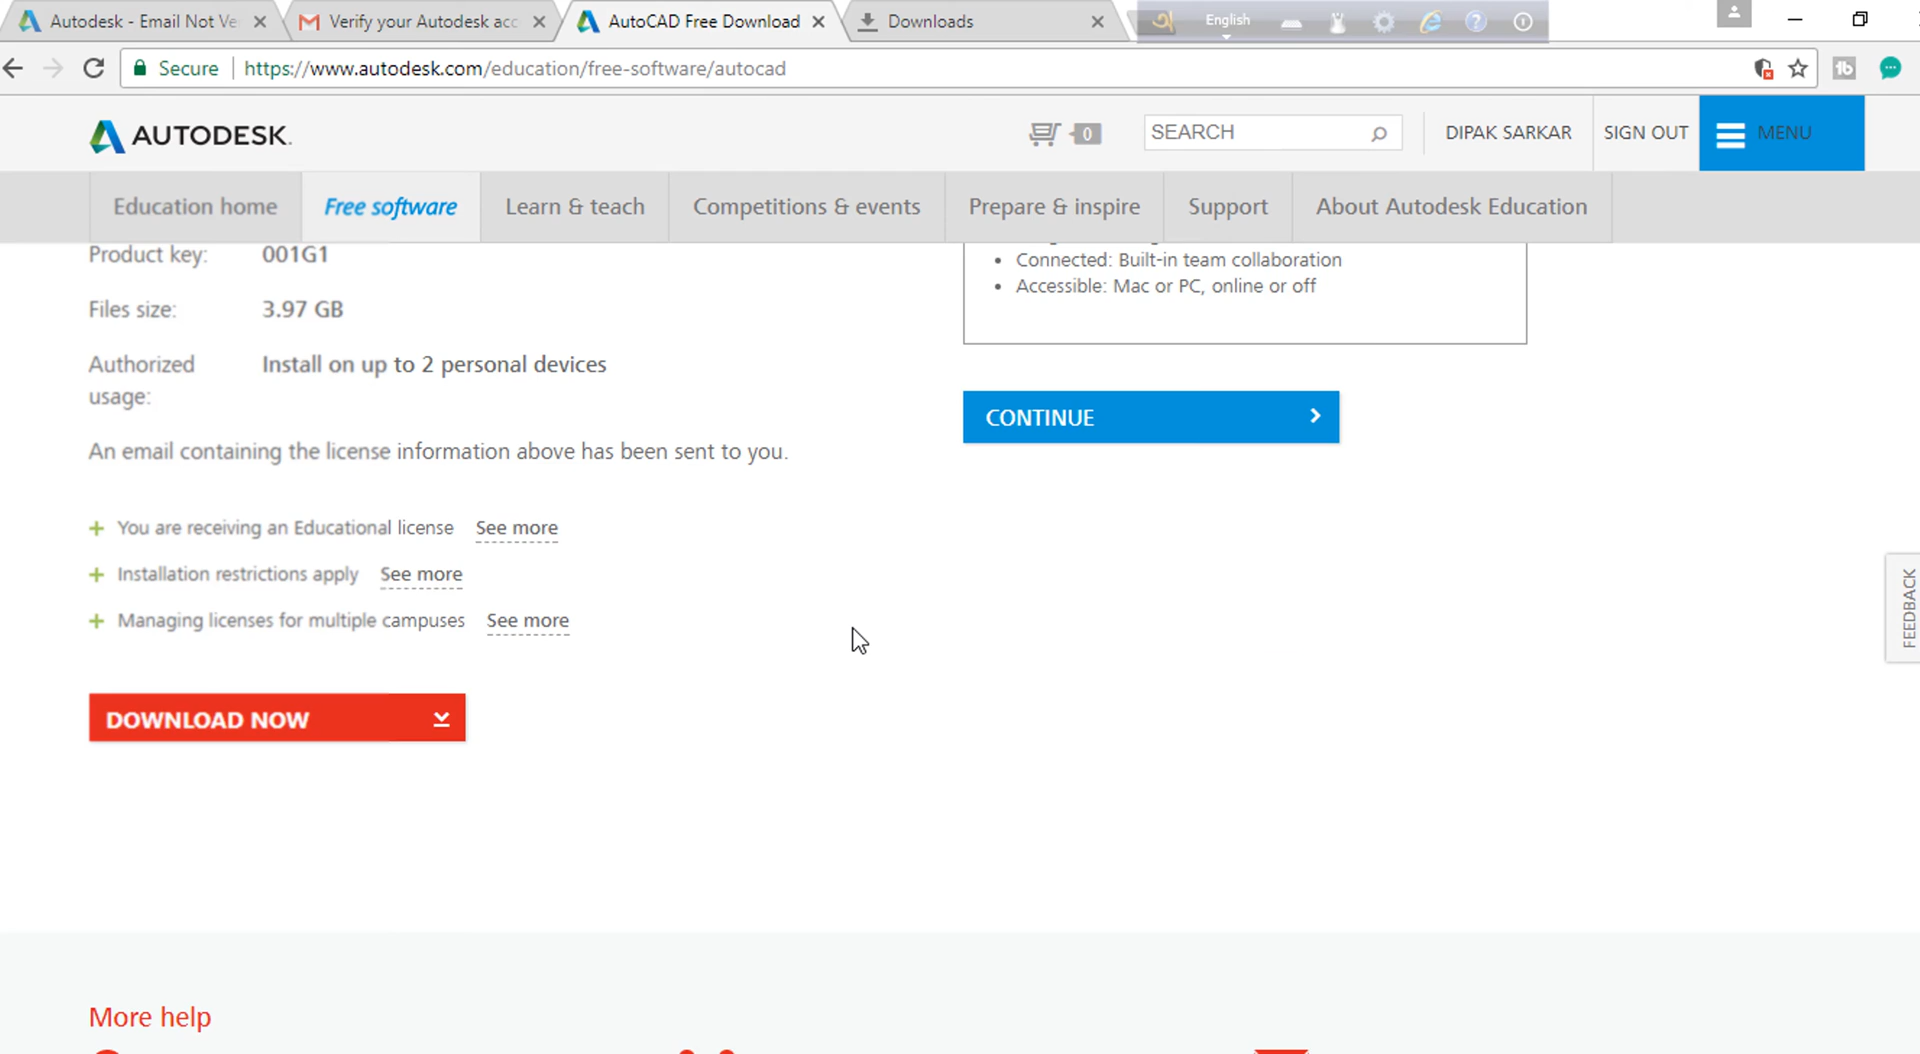 Autodesk - Email Not Ve
Verify your Autodesk acc
AutoCAD Free Download
Downloads
English
Secure
https://www.autodesk.com/education/free-software/autocad
AUTODESK.
0
SEARCH
DIPAK SARKAR
SIGN OUT
MENU
Education home
Free software
Learn & teach
Competitions & events
Prepare & inspire
Support
About Autodesk Education
Product key: 001G1
Files size: 3.97 GB
Authorized usage: Install on up to 2 personal devices
An email containing the license information above has been sent to you.
+ You are receiving an Educational license See more
+ Installation restrictions apply See more
+ Managing licenses for multiple campuses See more
DOWNLOAD NOW
• Connected: Built-in team collaboration
• Accessible: Mac or PC, online or off
CONTINUE
FEEDBACK
More help